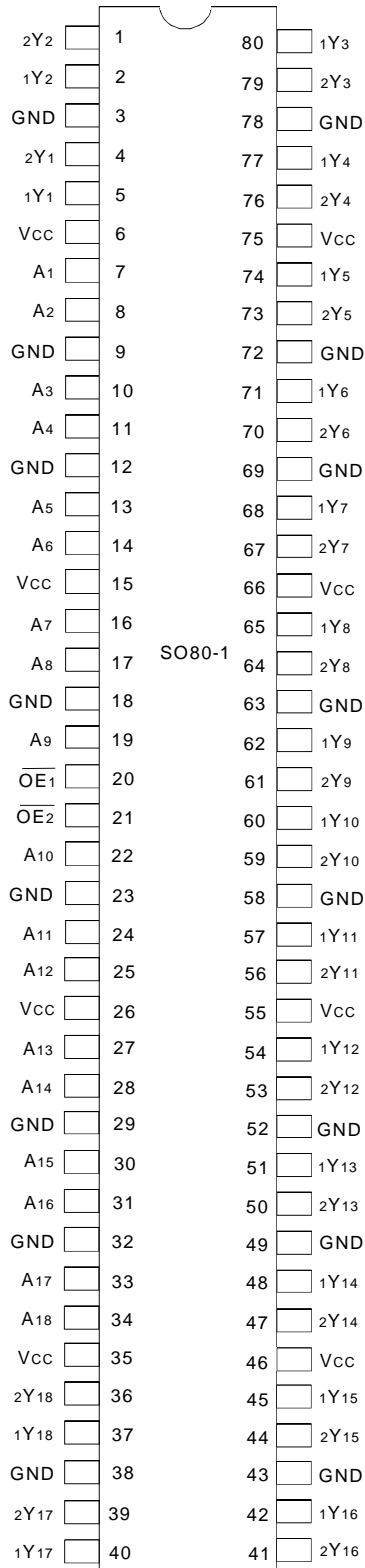 2Y2 1 80 1Y3
1Y2 2 79 2Y3
GND 3 78 GND
2Y1 4 77 1Y4
1Y1 5 76 2Y4
VCC 6 75 VCC
A1 7 74 1Y5
A2 8 73 2Y5
GND 9 72 GND
A3 10 71 1Y6
A4 11 70 2Y6
GND 12 69 GND
A5 13 68 1Y7
A6 14 67 2Y7
VCC 15 66 VCC
A7 16 65 1Y8
A8 17 SO80-1 64 2Y8
GND 18 63 GND
A9 19 62 1Y9
O̅E̅1̅ 20 61 2Y9
O̅E̅2̅ 21 60 1Y10
A10 22 59 2Y10
GND 23 58 GND
A11 24 57 1Y11
A12 25 56 2Y11
VCC 26 55 VCC
A13 27 54 1Y12
A14 28 53 2Y12
GND 29 52 GND
A15 30 51 1Y13
A16 31 50 2Y13
GND 32 49 GND
A17 33 48 1Y14
A18 34 47 2Y14
VCC 35 46 VCC
2Y18 36 45 1Y15
1Y18 37 44 2Y15
GND 38 43 GND
2Y17 39 42 1Y16
1Y17 40 41 2Y16